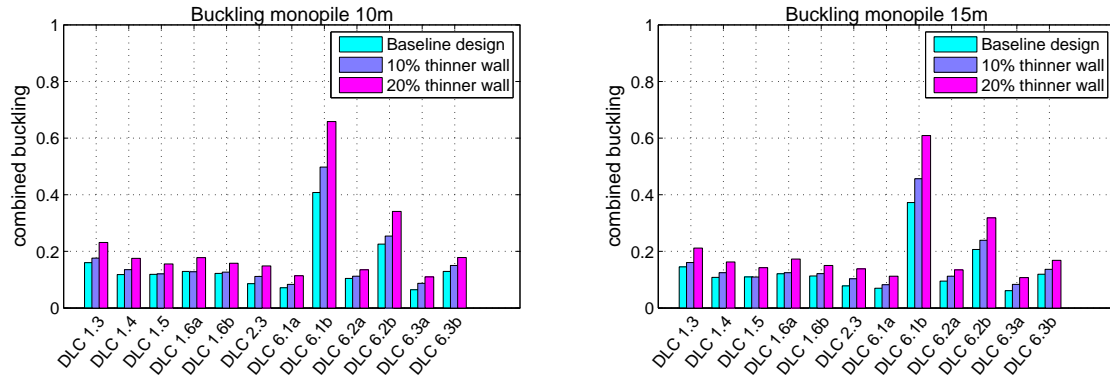 Buckling monopile 10m
combined buckling
1
0.8
0.6
0.4
0.2
0
Baseline design
10% thinner wall
20% thinner wall
DLC 1.3
DLC 1.4
DLC 1.5
DLC 1.6a
DLC 1.6b
DLC 2.3
DLC 6.1a
DLC 6.1b
DLC 6.2a
DLC 6.2b
DLC 6.3a
DLC 6.3b
Buckling monopile 15m
combined buckling
1
0.8
0.6
0.4
0.2
0
Baseline design
10% thinner wall
20% thinner wall
DLC 1.3
DLC 1.4
DLC 1.5
DLC 1.6a
DLC 1.6b
DLC 2.3
DLC 6.1a
DLC 6.1b
DLC 6.2a
DLC 6.2b
DLC 6.3a
DLC 6.3b